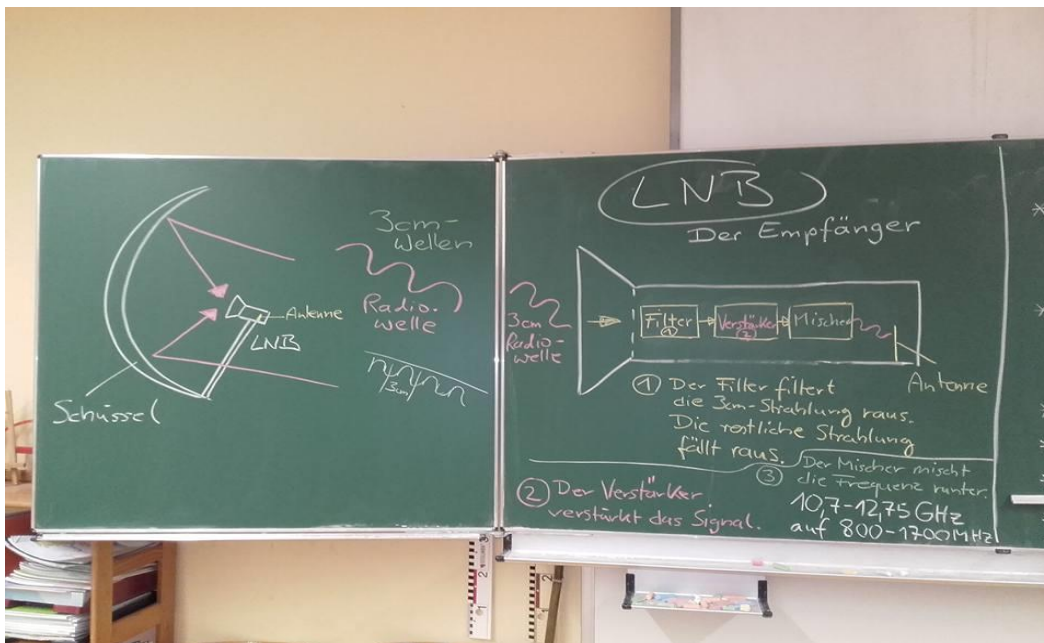 3cm-
Wellen
Radio-
welle
Antenne
LNB
3cm
Schüssel
LNB
Der Empfänger
3cm
Radio-
welle
Filter
①
Verstärker
②
Mischer
Antenne
① Der Filter filtert
die 3cm-Strahlung raus.
Die restliche Strahlung
fällt raus.
② Der Verstärker
verstärkt das Signal.
③ Der Mischer mischt
die Frequenz runter.
10,7-12,75 GHz
auf 800-1700MHz